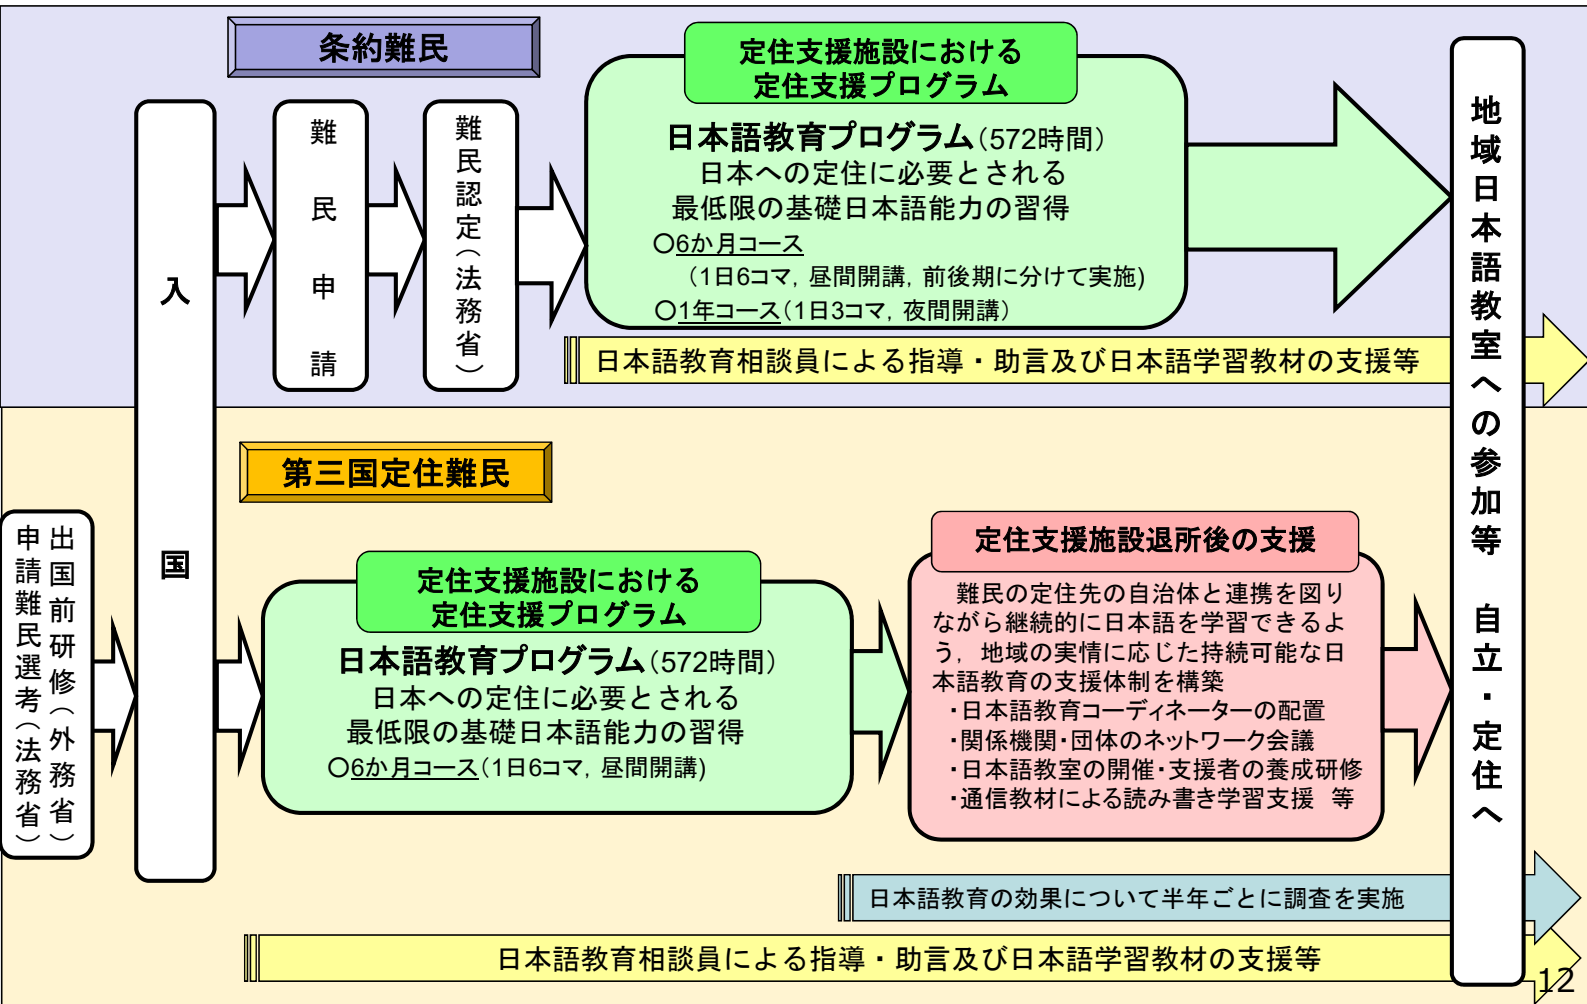 条約難民
入国
難民申請
難民認定（法務省）
定住支援施設における
定住支援プログラム
日本語教育プログラム（572時間）
日本への定住に必要とされる
最低限の基礎日本語能力の習得
○6か月コース
（1日6コマ，昼間開講，前後期に分けて実施)
○1年コース（1日3コマ，夜間開講）
日本語教育相談員による指導・助言及び日本語学習教材の支援等
地域日本語教室への参加等　自立・定住へ
第三国定住難民
出国前研修（外務省）
申請難民選考（法務省）
定住支援施設における
定住支援プログラム
日本語教育プログラム（572時間）
日本への定住に必要とされる
最低限の基礎日本語能力の習得
○6か月コース（1日6コマ，昼間開講)
定住支援施設退所後の支援
難民の定住先の自治体と連携を図り
ながら継続的に日本語を学習できるよ
う，地域の実情に応じた持続可能な日
本語教育の支援体制を構築
・日本語教育コーディネーターの配置
・関係機関・団体のネットワーク会議
・日本語教室の開催・支援者の養成研修
・通信教材による読み書き学習支援　等
日本語教育の効果について半年ごとに調査を実施
日本語教育相談員による指導・助言及び日本語学習教材の支援等
12